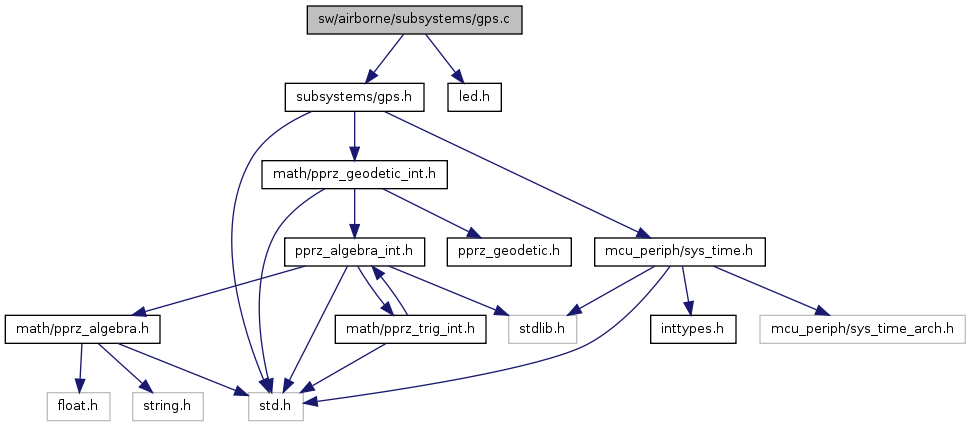 sw/airborne/subsystems/gps.c
subsystems/gps.h
led.h
math/pprz_geodetic_int.h
pprz_algebra_int.h
pprz_geodetic.h
mcu_periph/sys_time.h
math/pprz_algebra.h
math/pprz_trig_int.h
stdlib.h
inttypes.h
mcu_periph/sys_time_arch.h
float.h
string.h
std.h